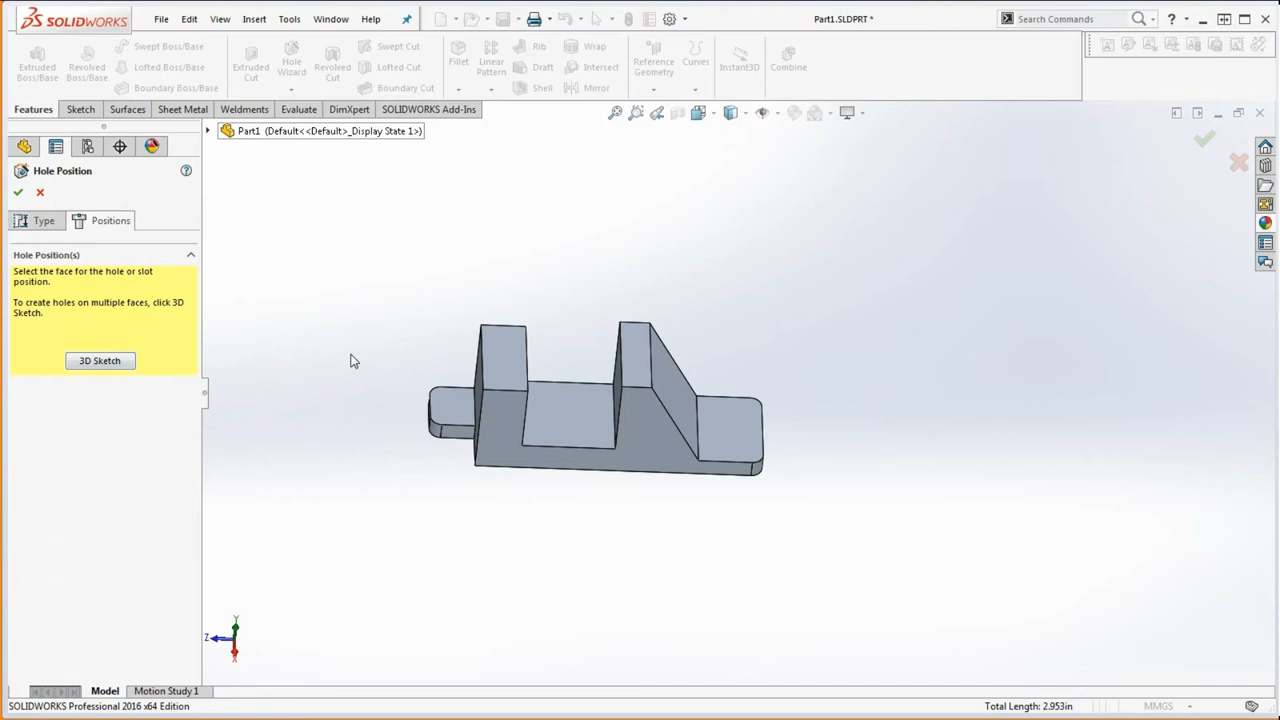 SOLIDWORKS File Edit View Insert Tools Window Help Part1.SLDPRT * Search Commands ?
Extruded Boss/Base
Revolved Boss/Base
Swept Boss/Base
Lofted Boss/Base
Boundary Boss/Base
Extruded Cut
Hole Wizard
Revolved Cut
Swept Cut
Lofted Cut
Boundary Cut
Fillet
Linear Pattern
Rib
Draft
Shell
Wrap
Intersect
Mirror
Reference Geometry
Curves
Instant3D
Combine
Features Sketch Surfaces Sheet Metal Weldments Evaluate DimXpert SOLIDWORKS Add-Ins
Part1 (Default<<Default>_Display State 1>)
Hole Position ?
Type Positions
Hole Position(s)
Select the face for the hole or slot
position.
To create holes on multiple faces, click 3D
Sketch.
3D Sketch
Y
Z
X
Model Motion Study 1
SOLIDWORKS Professional 2016 x64 Edition Total Length: 2.953in MMGS